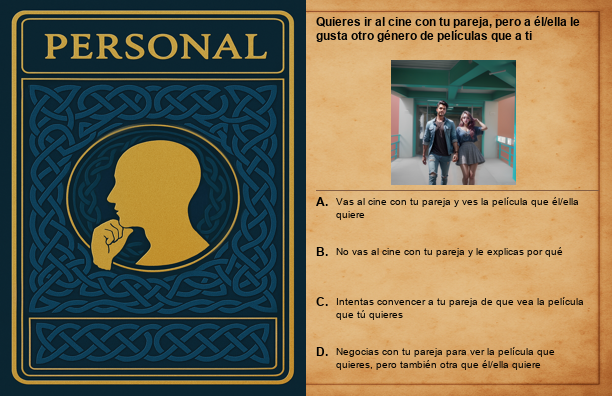 PERSONAL
Quieres ir al cine con tu pareja, pero a él/ella le
gusta otro género de películas que a ti
A. Vas al cine con tu pareja y ves la película que él/ella
quiere
B. No vas al cine con tu pareja y le explicas por qué
C. Intentas convencer a tu pareja de que vea la película
que tú quieres
D. Negocias con tu pareja para ver la película que
quieres, pero también otra que él/ella quiere